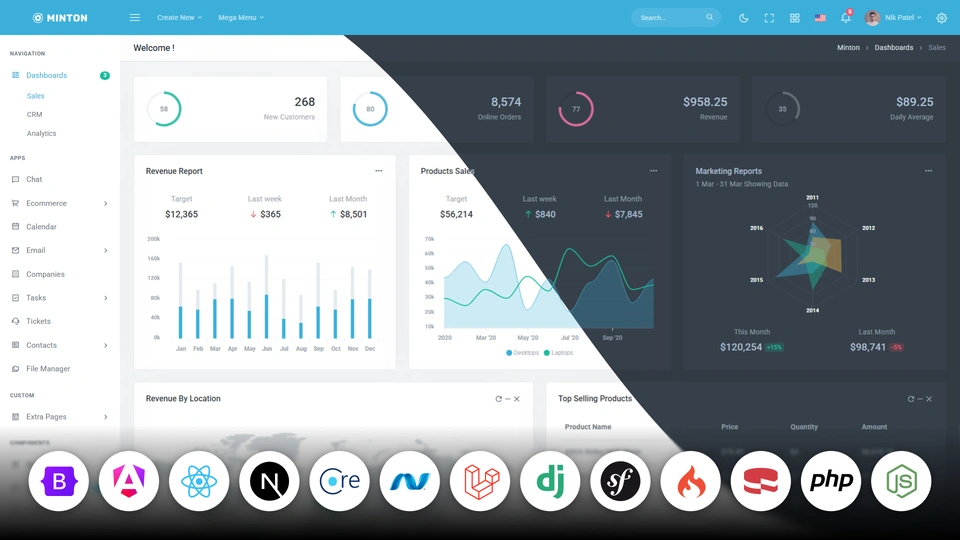 MINTON
Create New
Mega Menu
Search...
5
Nik Patel
NAVIGATION
Dashboards
3
Sales
CRM
Analytics
APPS
Chat
Ecommerce
Calendar
Email
Companies
Tasks
Tickets
Contacts
File Manager
CUSTOM
Extra Pages
COMPONENTS
Welcome !
Minton
Dashboards
Sales
58
268
New Customers
80
8,574
Online Orders
77
$958.25
Revenue
35
$89.25
Daily Average
Revenue Report
Target
Last week
Last Month
$12,365
$365
$8,501
200k
160k
120k
80k
40k
0k
Jan Feb Mar Apr May Jun Jul Aug Sep Oct Nov Dec
Products Sales
Target
Last week
Last Month
$56,214
$840
$7,845
70k
60k
50k
40k
30k
20k
10k
2020 Mar '20 May '20 Jul '20 Sep '20
Desktops
Laptops
Marketing Reports
1 Mar - 31 Mar Showing Data
2011
120
90
60
2016
2012
2015
2013
2014
This Month
Last Month
$120,254 +15%
$98,741 -5%
Revenue By Location
Top Selling Products
Product Name
Price
Quantity
Amount
B
A
N
Core
dj
sf
php
JS